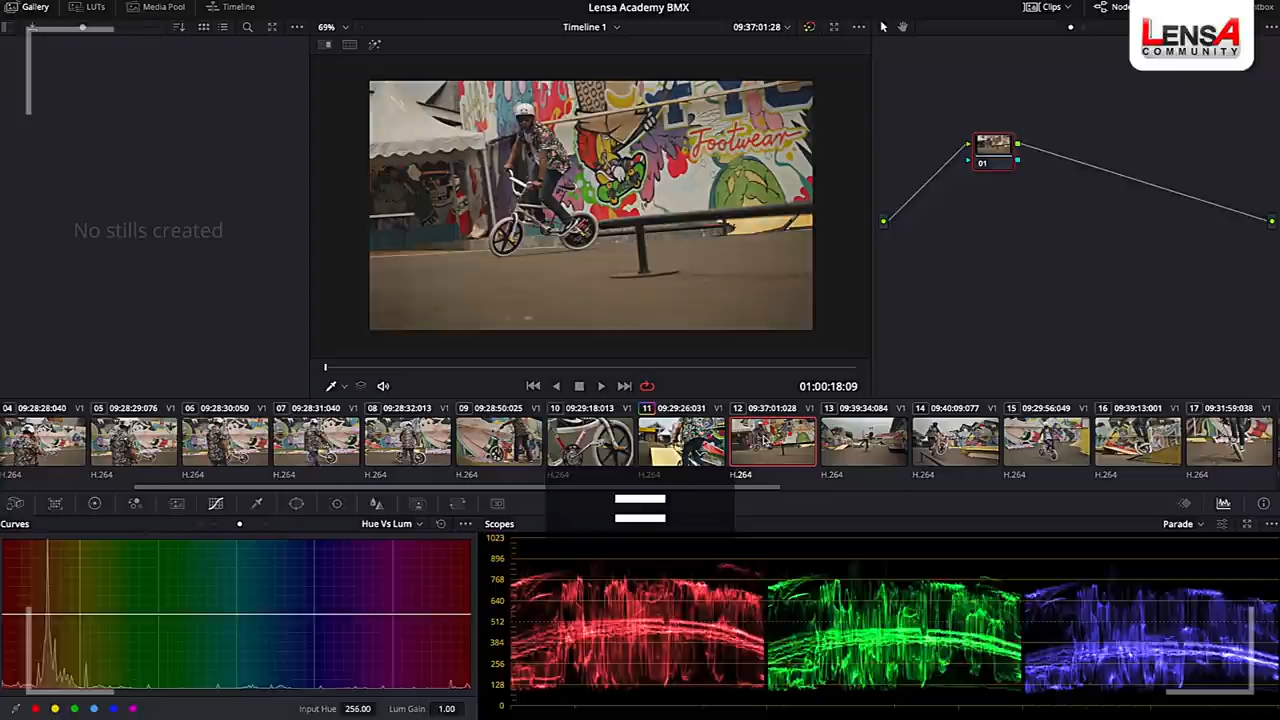 Gallery LUTs Media Pool Timeline Lensa Academy BMX Clips
LENSA
COMMUNITY
69% Timeline 1 09:37:01:28
Footwear
01
No stills created
01:00:18:09
04 09:28:28:040 V1 05 09:28:29:076 V1 06 09:28:30:050 V1 07 09:28:31:040 V1 08 09:28:32:013 V1 09 09:28:50:025 V1 10 09:29:18:013 V1 11 09:29:26:031 V1 12 09:37:01:028 V1 13 09:39:34:084 V1 14 09:40:09:077 V1 15 09:29:56:049 V1 16 09:39:13:001 V1 17 09:31:59:038 V1
H.264 H.264 H.264 H.264 H.264 H.264 H.264 H.264 H.264 H.264 H.264 H.264 H.264 H.264
Curves Hue Vs Lum Scopes Parade
1023
896
768
640
512
384
256
128
0
Input Hue 256.00 Lum Gain 1.00